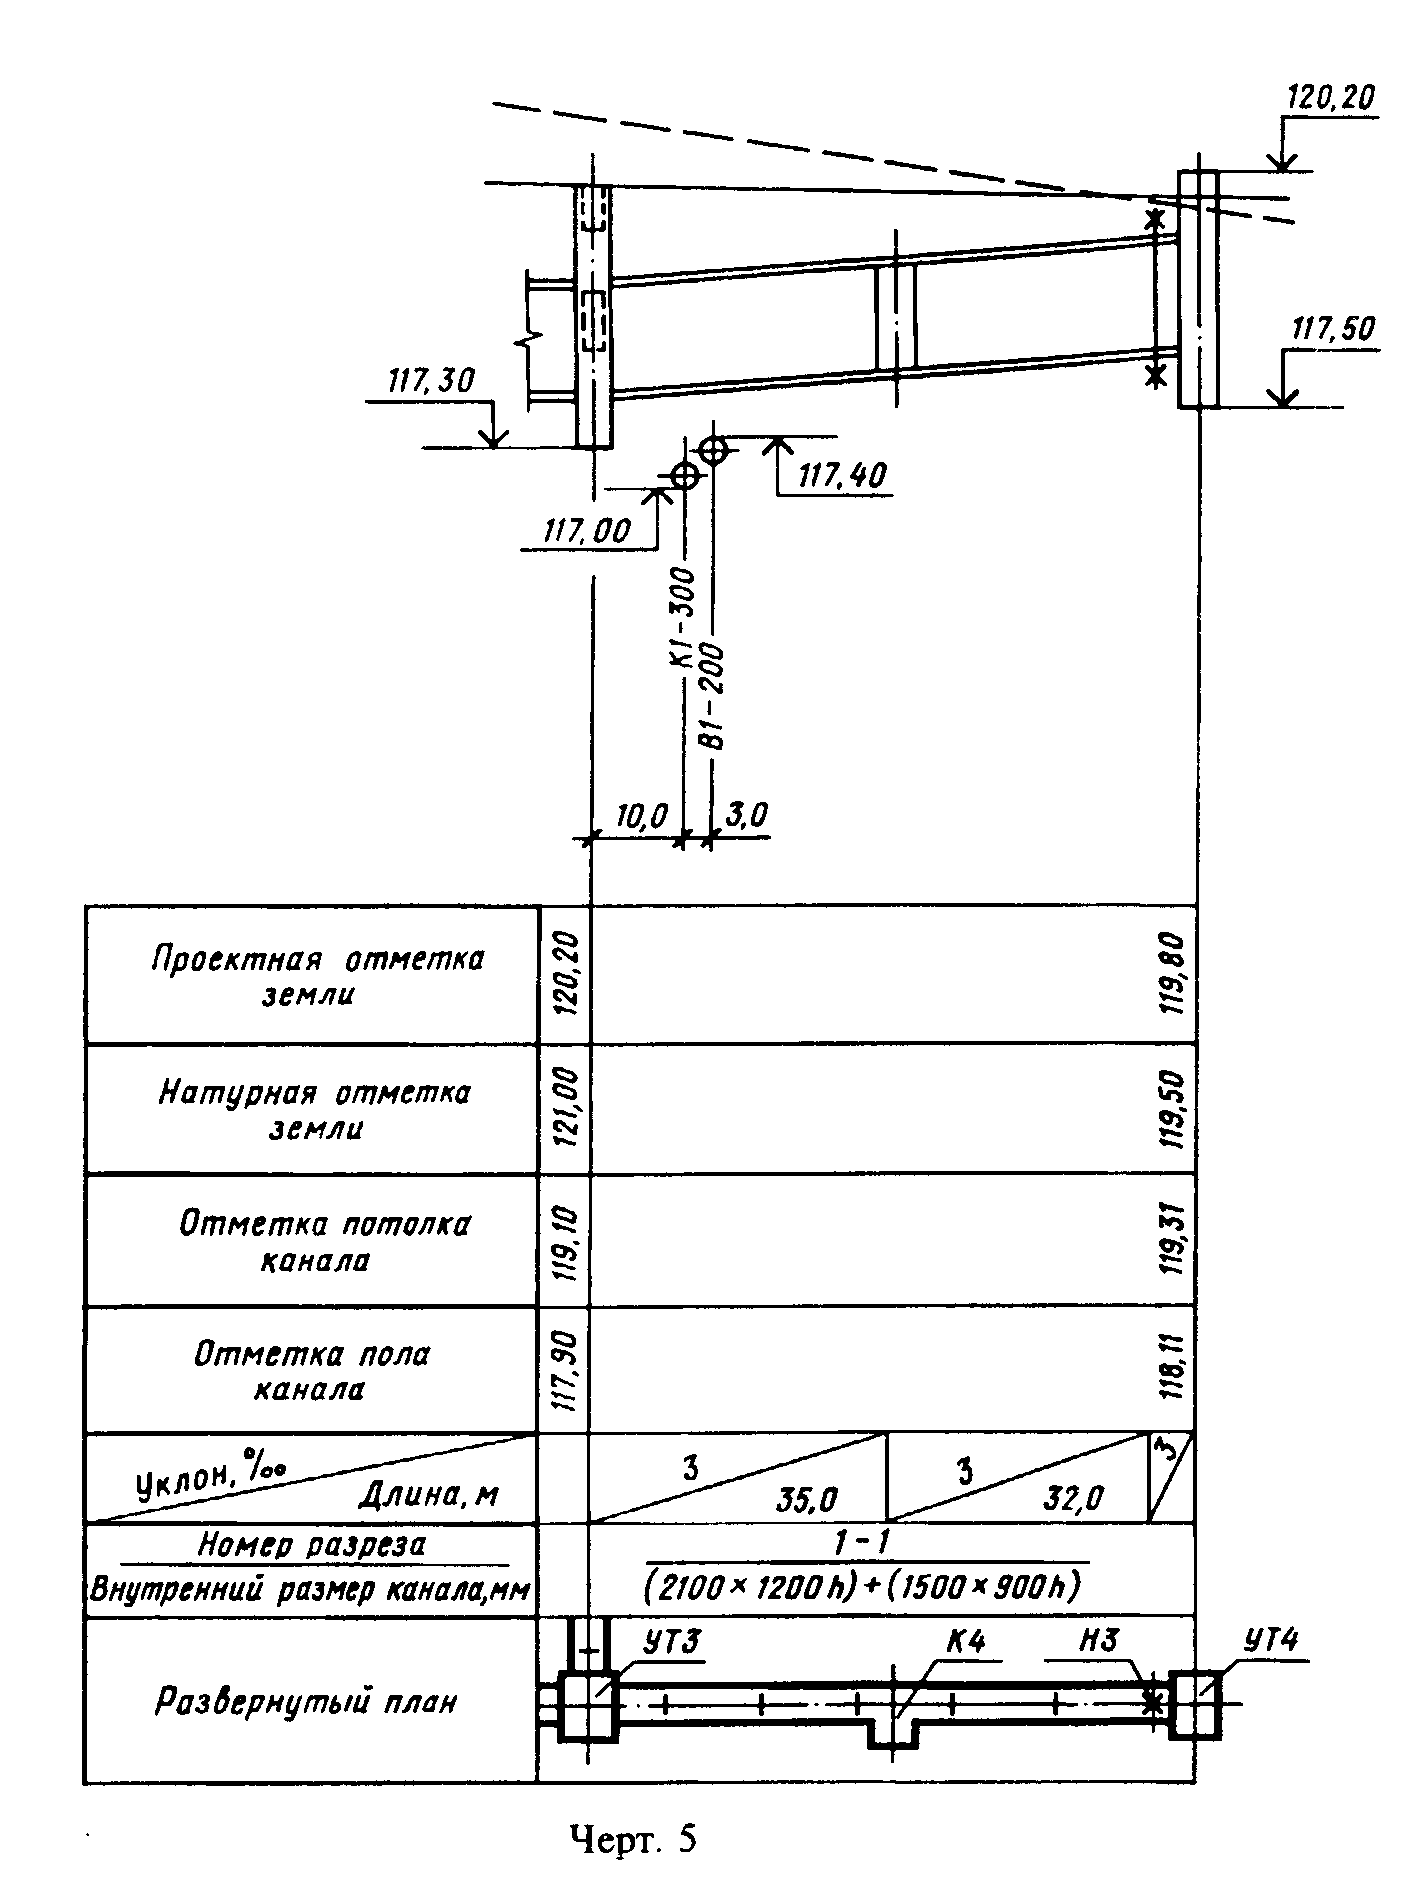 120,20
117,50
117,30
117,40
117,00
К1-300
В1-200
10,0
3,0
Проектная отметка
земли
120,20
119,80
Натурная отметка
земли
121,00
119,50
Отметка потолка
канала
119,10
119,31
Отметка пола
канала
117,90
118,11
Уклон, ‰
Длина, м
3
35,0
3
32,0
3
Номер разреза
Внутренний размер канала, мм
1-1
(2100×1200h)+(1500×900h)
Развернутый план
УТ3
К4
Н3
УТ4
Черт. 5